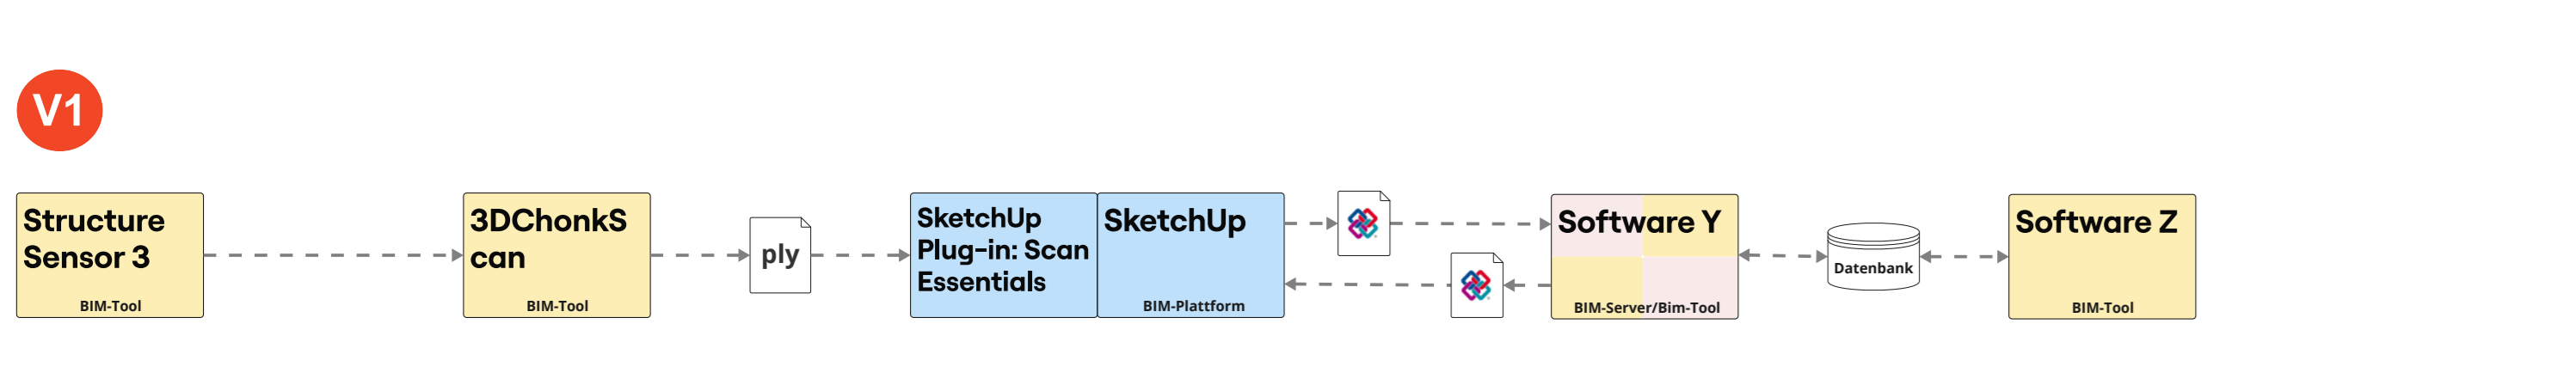 V1
Structure
Sensor 3
BIM-Tool
3DChonkS
can
BIM-Tool
ply
SketchUp
Plug-in: Scan
Essentials
SketchUp
BIM-Plattform
Software Y
BIM-Server/Bim-Tool
Datenbank
Software Z
BIM-Tool